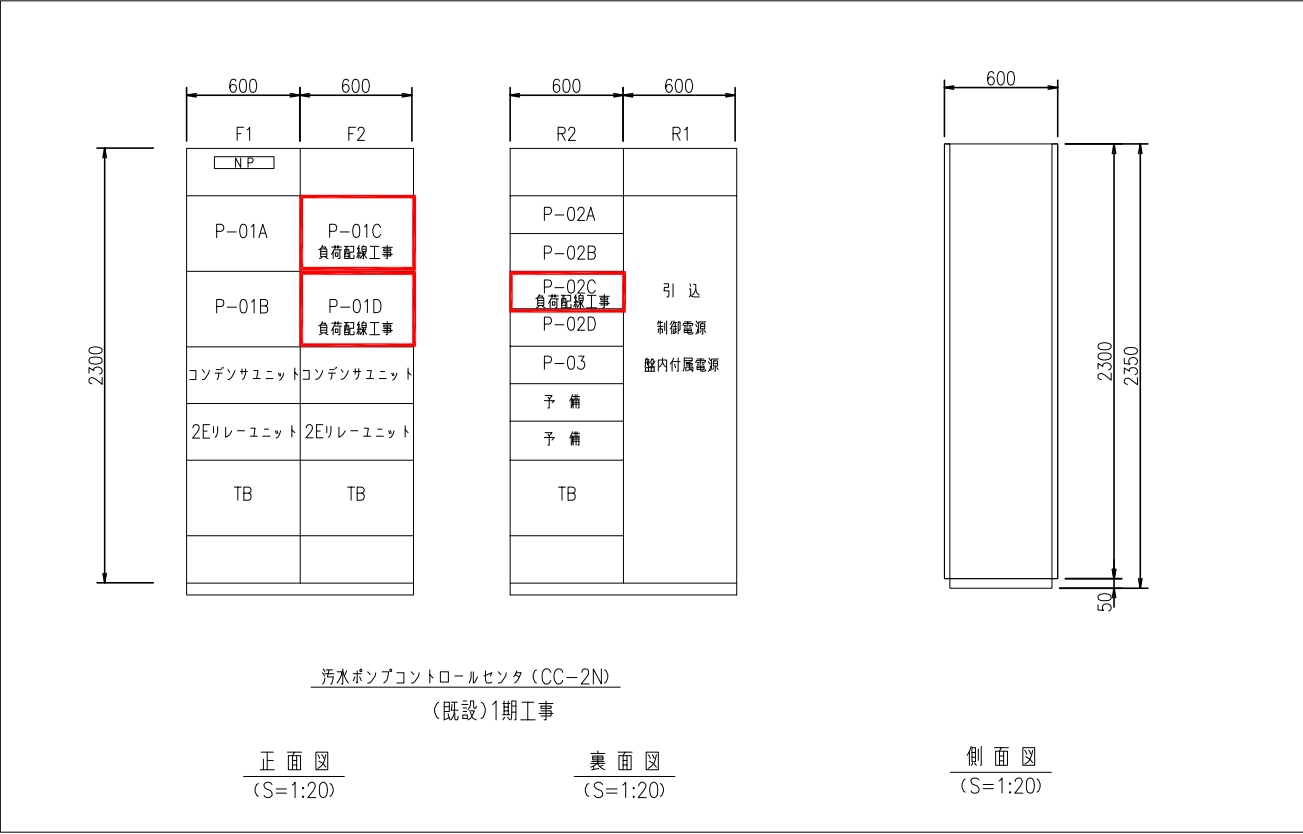 600
600
600
600
600
F1
F2
R2
R1
NP
P-01A
P-01C
負荷配線工事
P-01B
P-01D
負荷配線工事
コンデンサユニット
コンデンサユニット
2Eリレーユニット
2Eリレーユニット
TB
TB
2300
P-02A
P-02B
P-02C
負荷配線工事
P-02D
P-03
予 備
予 備
TB
引 込
制御電源
盤内付属電源
2300
2350
50
汚水ポンプコントロールセンタ(CC-2N)
(既設)1期工事
正 面 図
(S=1:20)
裏 面 図
(S=1:20)
側 面 図
(S=1:20)